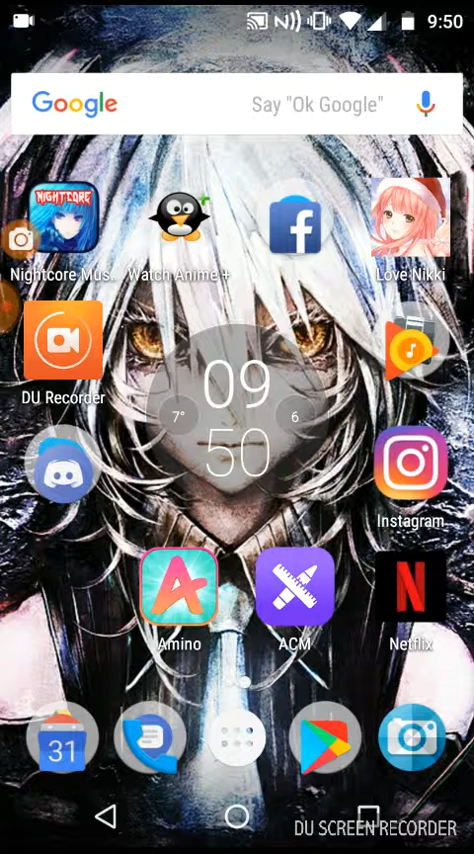 9:50
Google
Say "Ok Google"
NIGHTCORE
Nightcore Mus..
Watch Anime +
Love Nikki
DU Recorder
09
50
7°
6
Instagram
Amino
ACM
Netflix
31
DU SCREEN RECORDER